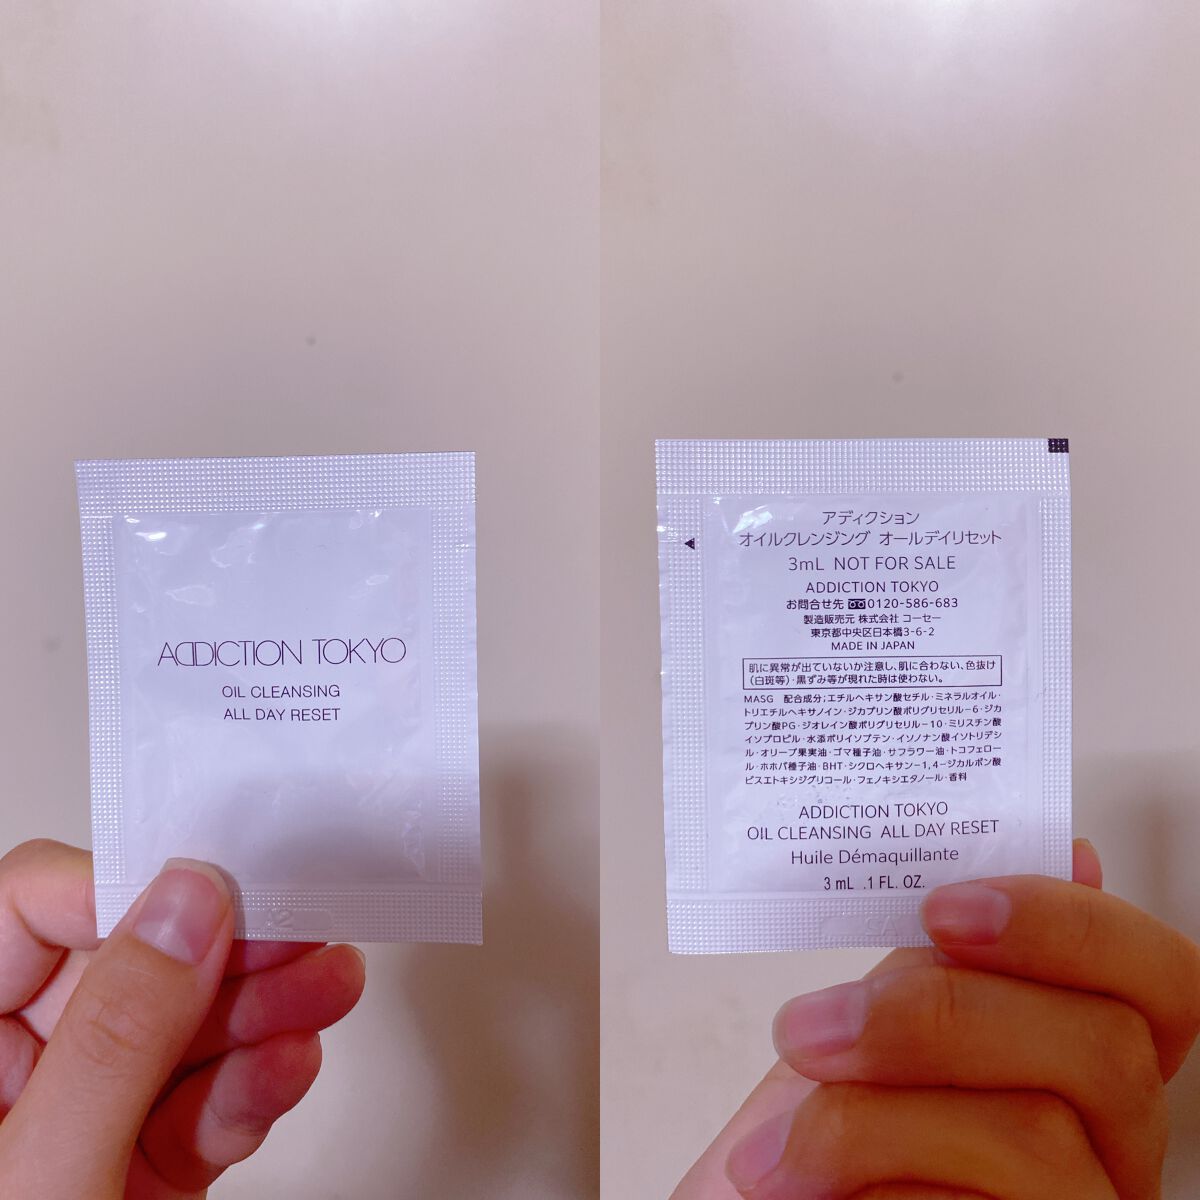 ADDICTION TOKYO
OIL CLEANSING
ALL DAY RESET
アディクション
オイルクレンジング オールデイリセット
3mL NOT FOR SALE
ADDICTION TOKYO
お問合せ先 0120-586-683
製造販売元 株式会社 コーセー
東京都中央区日本橋3-6-2
MADE IN JAPAN
肌に異常が出ていないか注意し、肌に合わない、色抜け
(白斑等)・黒ずみ等が現れた時は使わない。
MASG 配合成分;エチルヘキサン酸セチル・ミネラルオイル・
トリエチルヘキサノイン・ジカプリン酸ポリグリセリル-6・ジカ
プリン酸PG・ジオレイン酸ポリグリセリル-10・ミリスチン酸
イソプロピル・水添ポリイソブテン・イソノナン酸イソトリデシ
ル・オリーブ果実油・ゴマ種子油・サフラワー油・トコフェロー
ル・ホホバ種子油・BHT・シクロヘキサン-1,4-ジカルボン酸
ビスエトキシジグリコール・フェノキシエタノール・香料
ADDICTION TOKYO
OIL CLEANSING ALL DAY RESET
Huile Démaquillante
3 mL .1 FL. OZ.